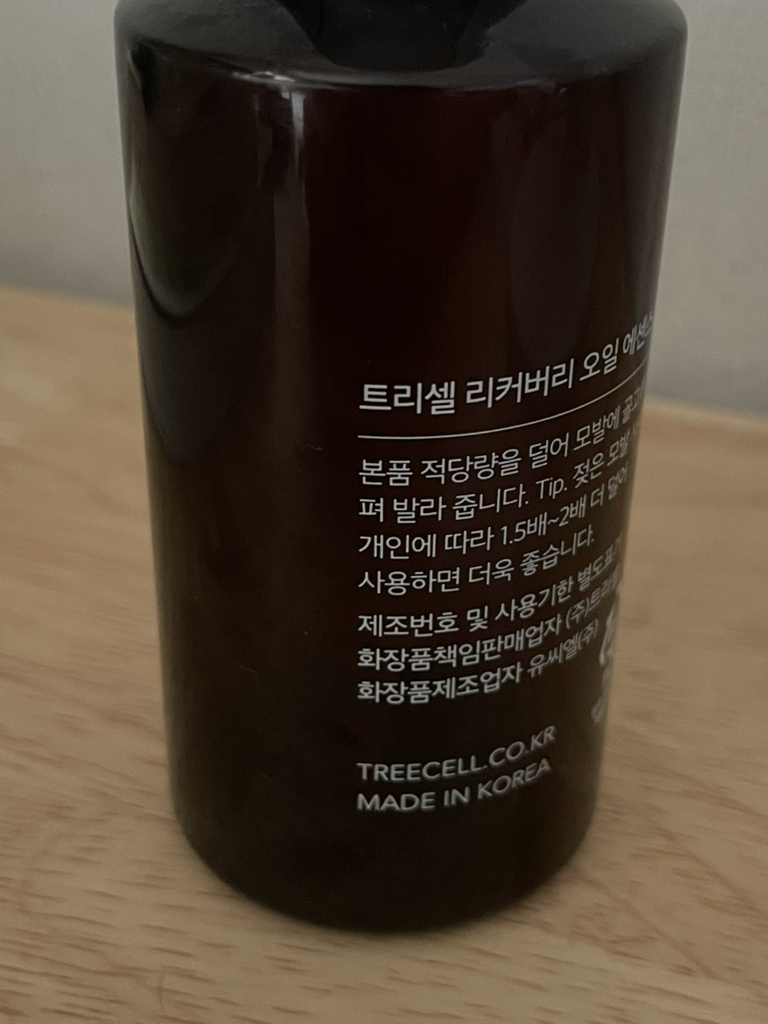 트리셀 리커버리 오일 에센스
본품 적당량을 덜어 모발에 골고
펴 발라 줍니다. Tip. 젖은 모발
개인에 따라 1.5배~2배 더 덜어
사용하면 더욱 좋습니다.
제조번호 및 사용기한 별도표기
화장품책임판매업자 (주)트리셀
화장품제조업자 유씨엘(주)
TREECELL.CO.KR
MADE IN KOREA